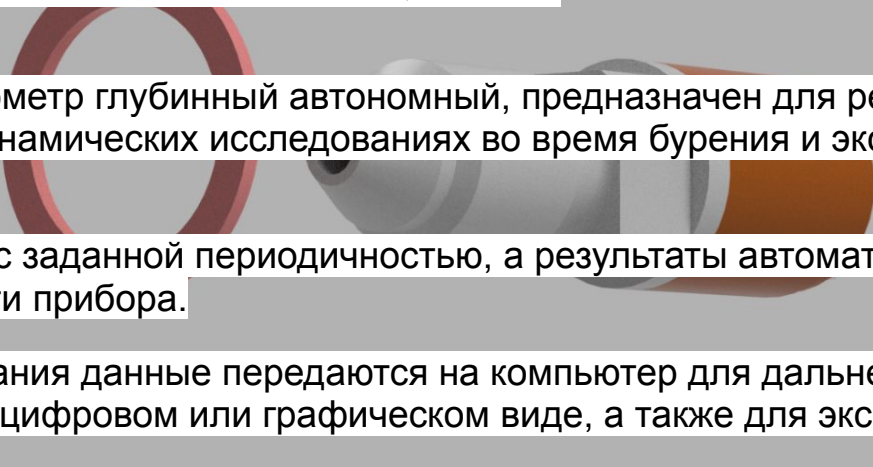 ометр глубинный автономный, предназначен для ре
намических исследованиях во время бурения и экс
с заданной периодичностью, а результаты автомат
ти прибора.
ания данные передаются на компьютер для дальне
цифровом или графическом виде, а также для экс